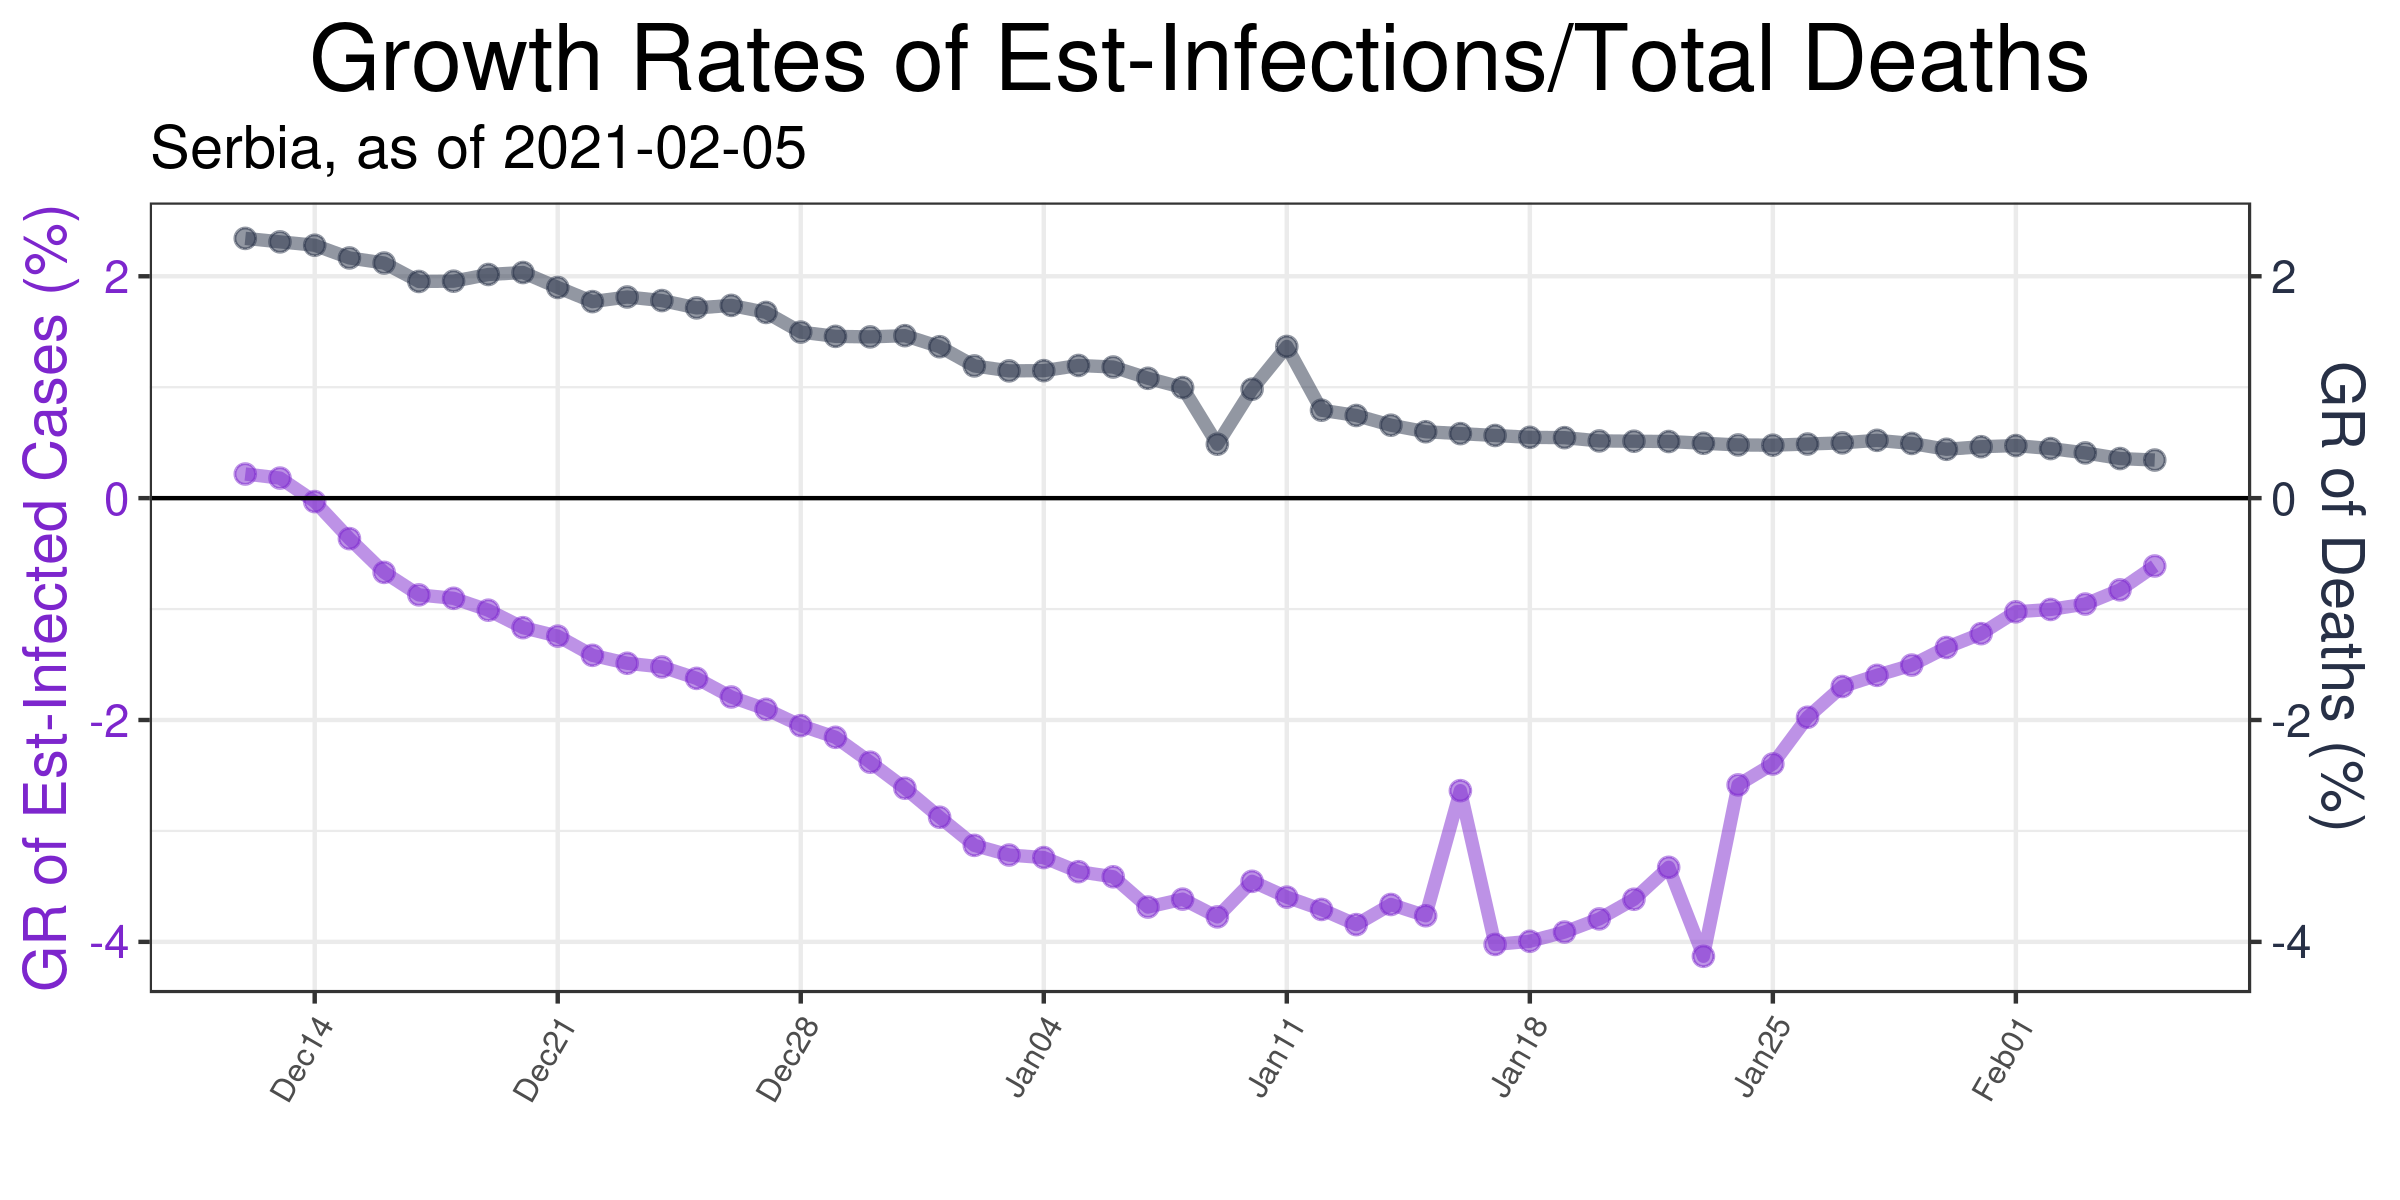 Growth Rates of Est-Infections/Total Deaths
Serbia, as of 2021-02-05
GR of Est-Infected Cases (%)
2
0
-2
-4
2
0
-2
-4
GR of Deaths (%)
Dec14
Dec21
Dec28
Jan04
Jan11
Jan18
Jan25
Feb01